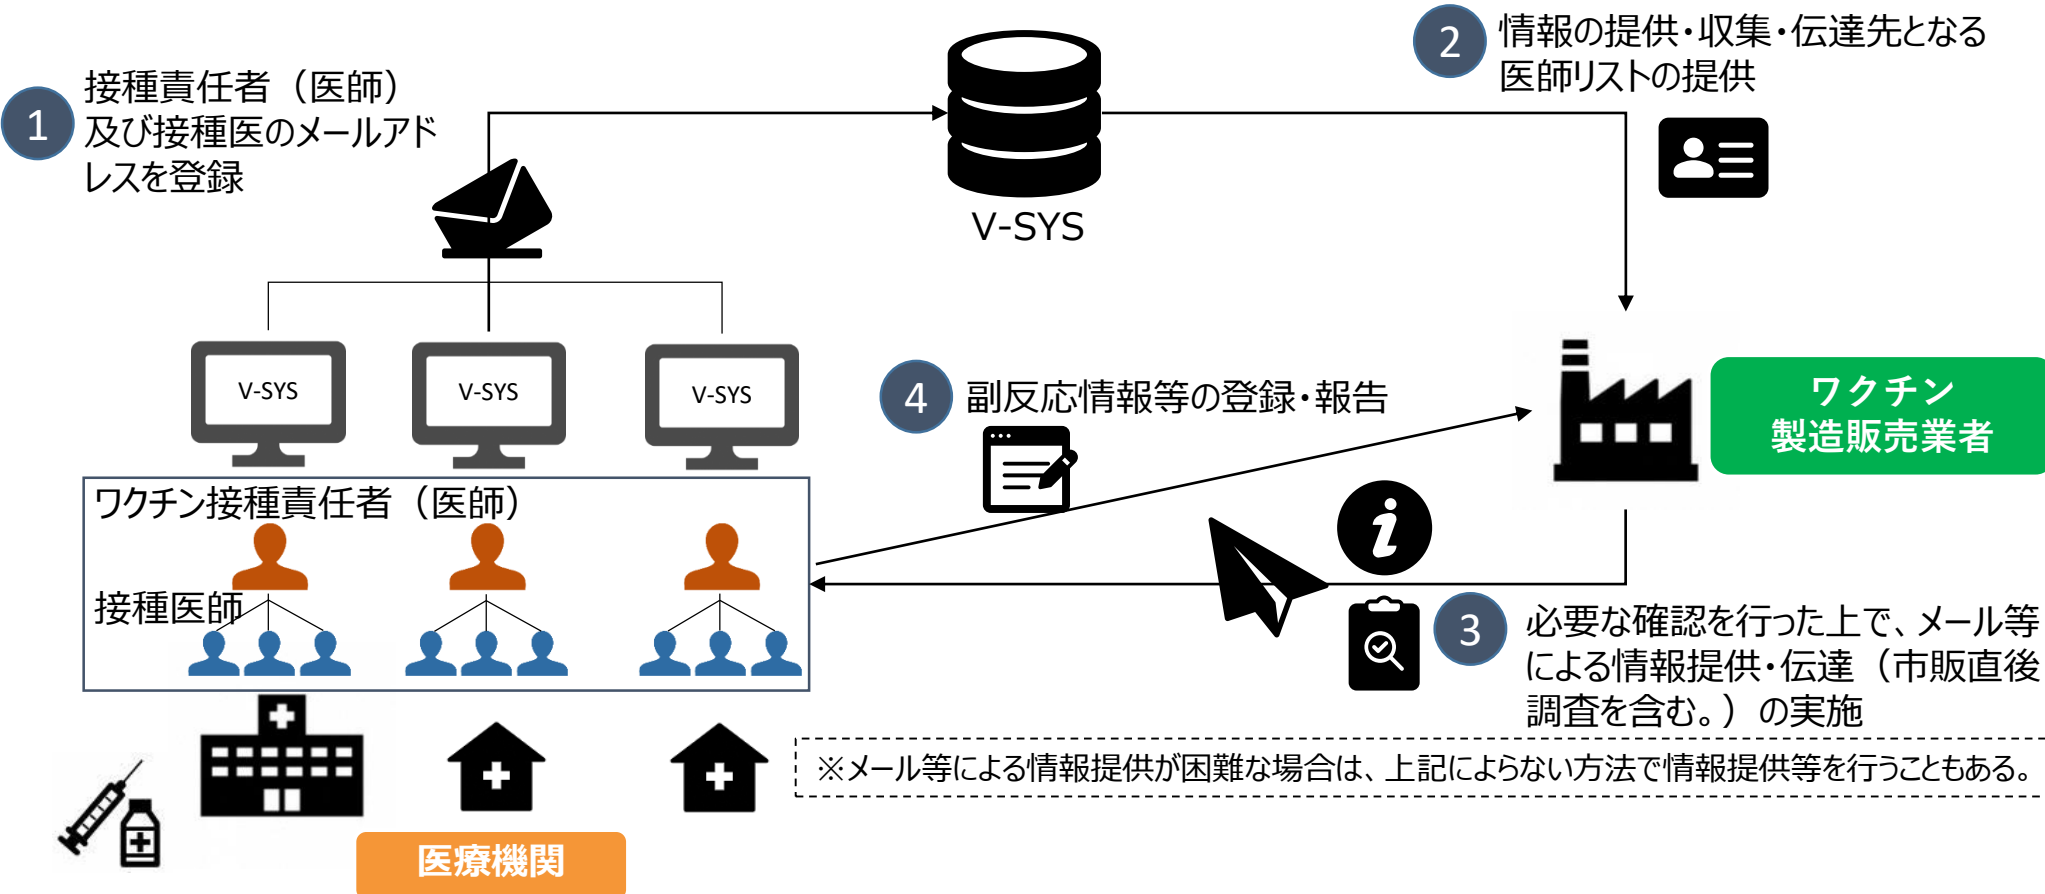 1
接種責任者（医師）
及び接種医のメールアド
レスを登録
V-SYS
2
情報の提供・収集・伝達先となる
医師リストの提供
V-SYS
V-SYS
V-SYS
4
副反応情報等の登録・報告
ワクチン
製造販売業者
ワクチン接種責任者（医師）
接種医師
3
必要な確認を行った上で、メール等
による情報提供・伝達（市販直後
調査を含む。）の実施
※メール等による情報提供が困難な場合は、上記によらない方法で情報提供等を行うこともある。
医療機関